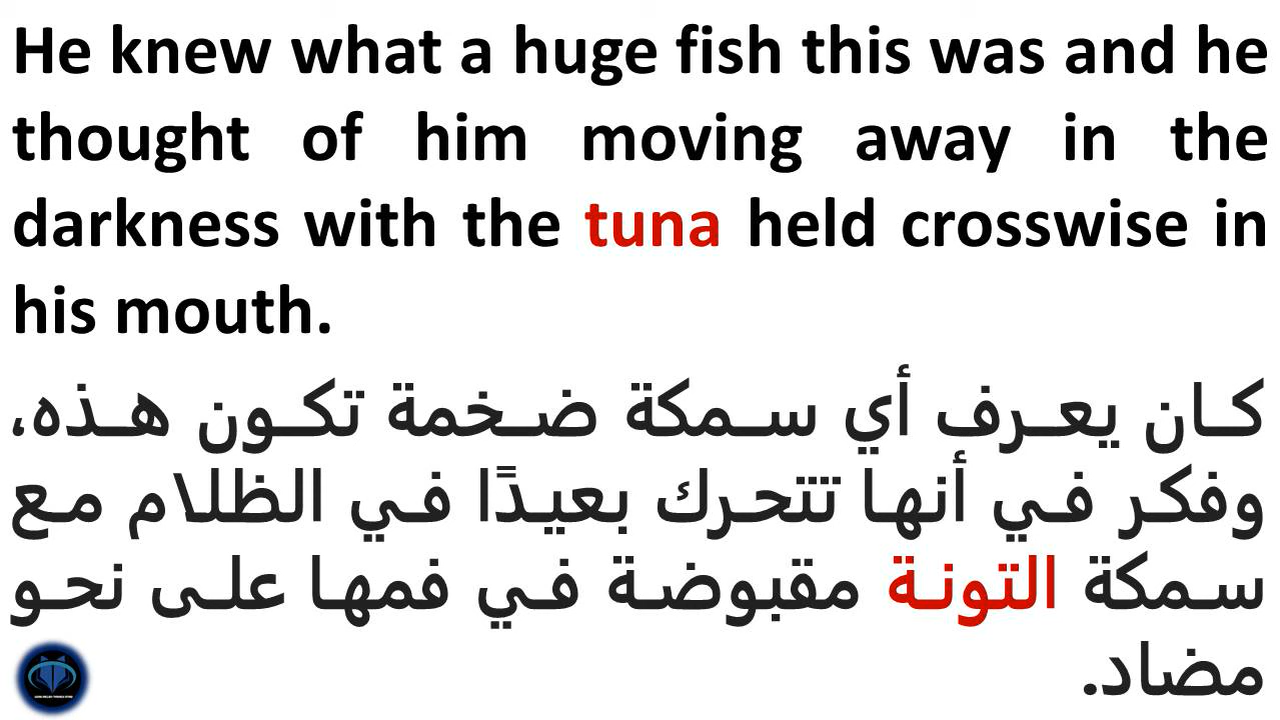 He knew what a huge fish this was and he
thought of him moving away in the
darkness with the tuna held crosswise in
his mouth.
كان يعرف أي سمكة ضخمة تكون هذه،
وفكر في أنها تتحرك بعيدًا في الظلام مع
سمكة التونة مقبوضة في فمها على نحو
مضاد.